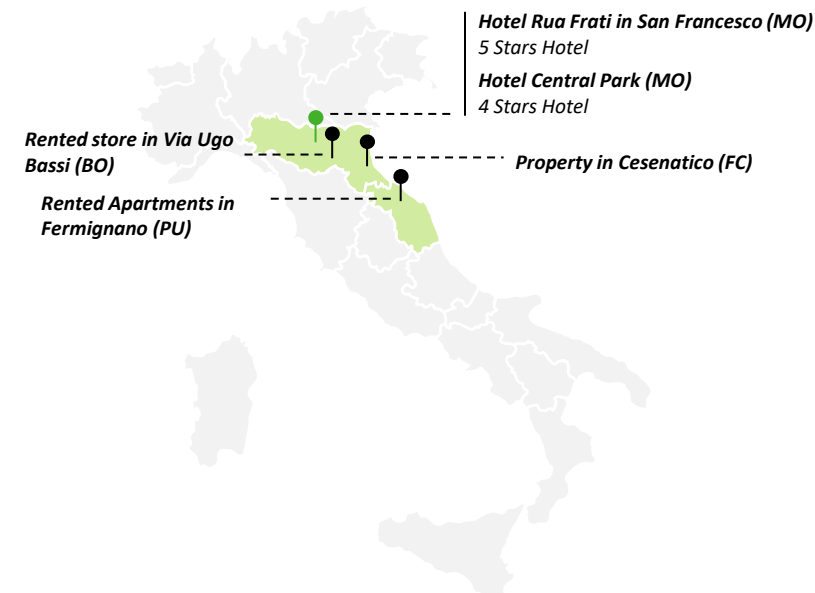 Hotel Rua Frati in San Francesco (MO)
5 Stars Hotel
Hotel Central Park (MO)
4 Stars Hotel
Rented store in Via Ugo
Bassi (BO)
Property in Cesenatico (FC)
Rented Apartments in
Fermignano (PU)